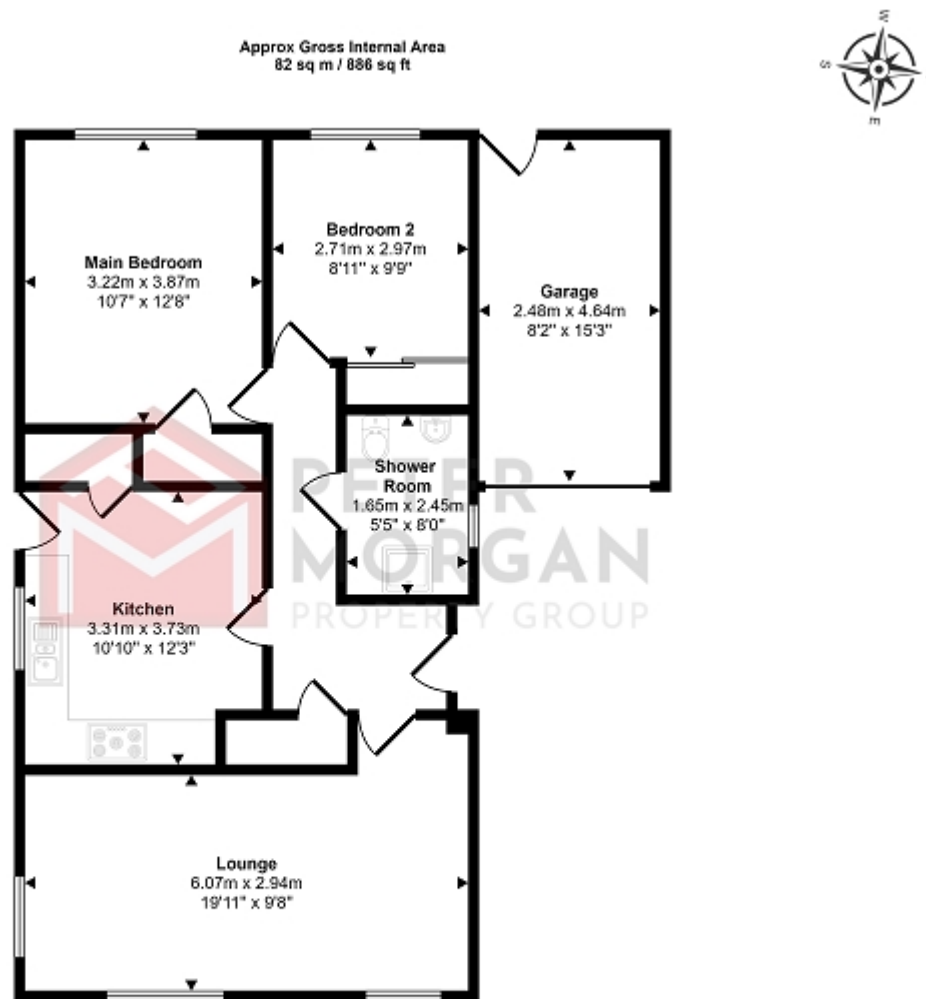 Approx Gross Internal Area
82 sq m / 886 sq ft
W
S
E
Main Bedroom
3.22m x 3.87m
10'7" x 12'8"
Bedroom 2
2.71m x 2.97m
8'11" x 9'9"
Garage
2.48m x 4.64m
8'2" x 15'3"
Shower
Room
1.65m x 2.45m
5'5" x 8'0"
PETER
MORGAN
PROPERTY GROUP
Kitchen
3.31m x 3.73m
10'10" x 12'3"
Lounge
6.07m x 2.94m
19'11" x 9'8"